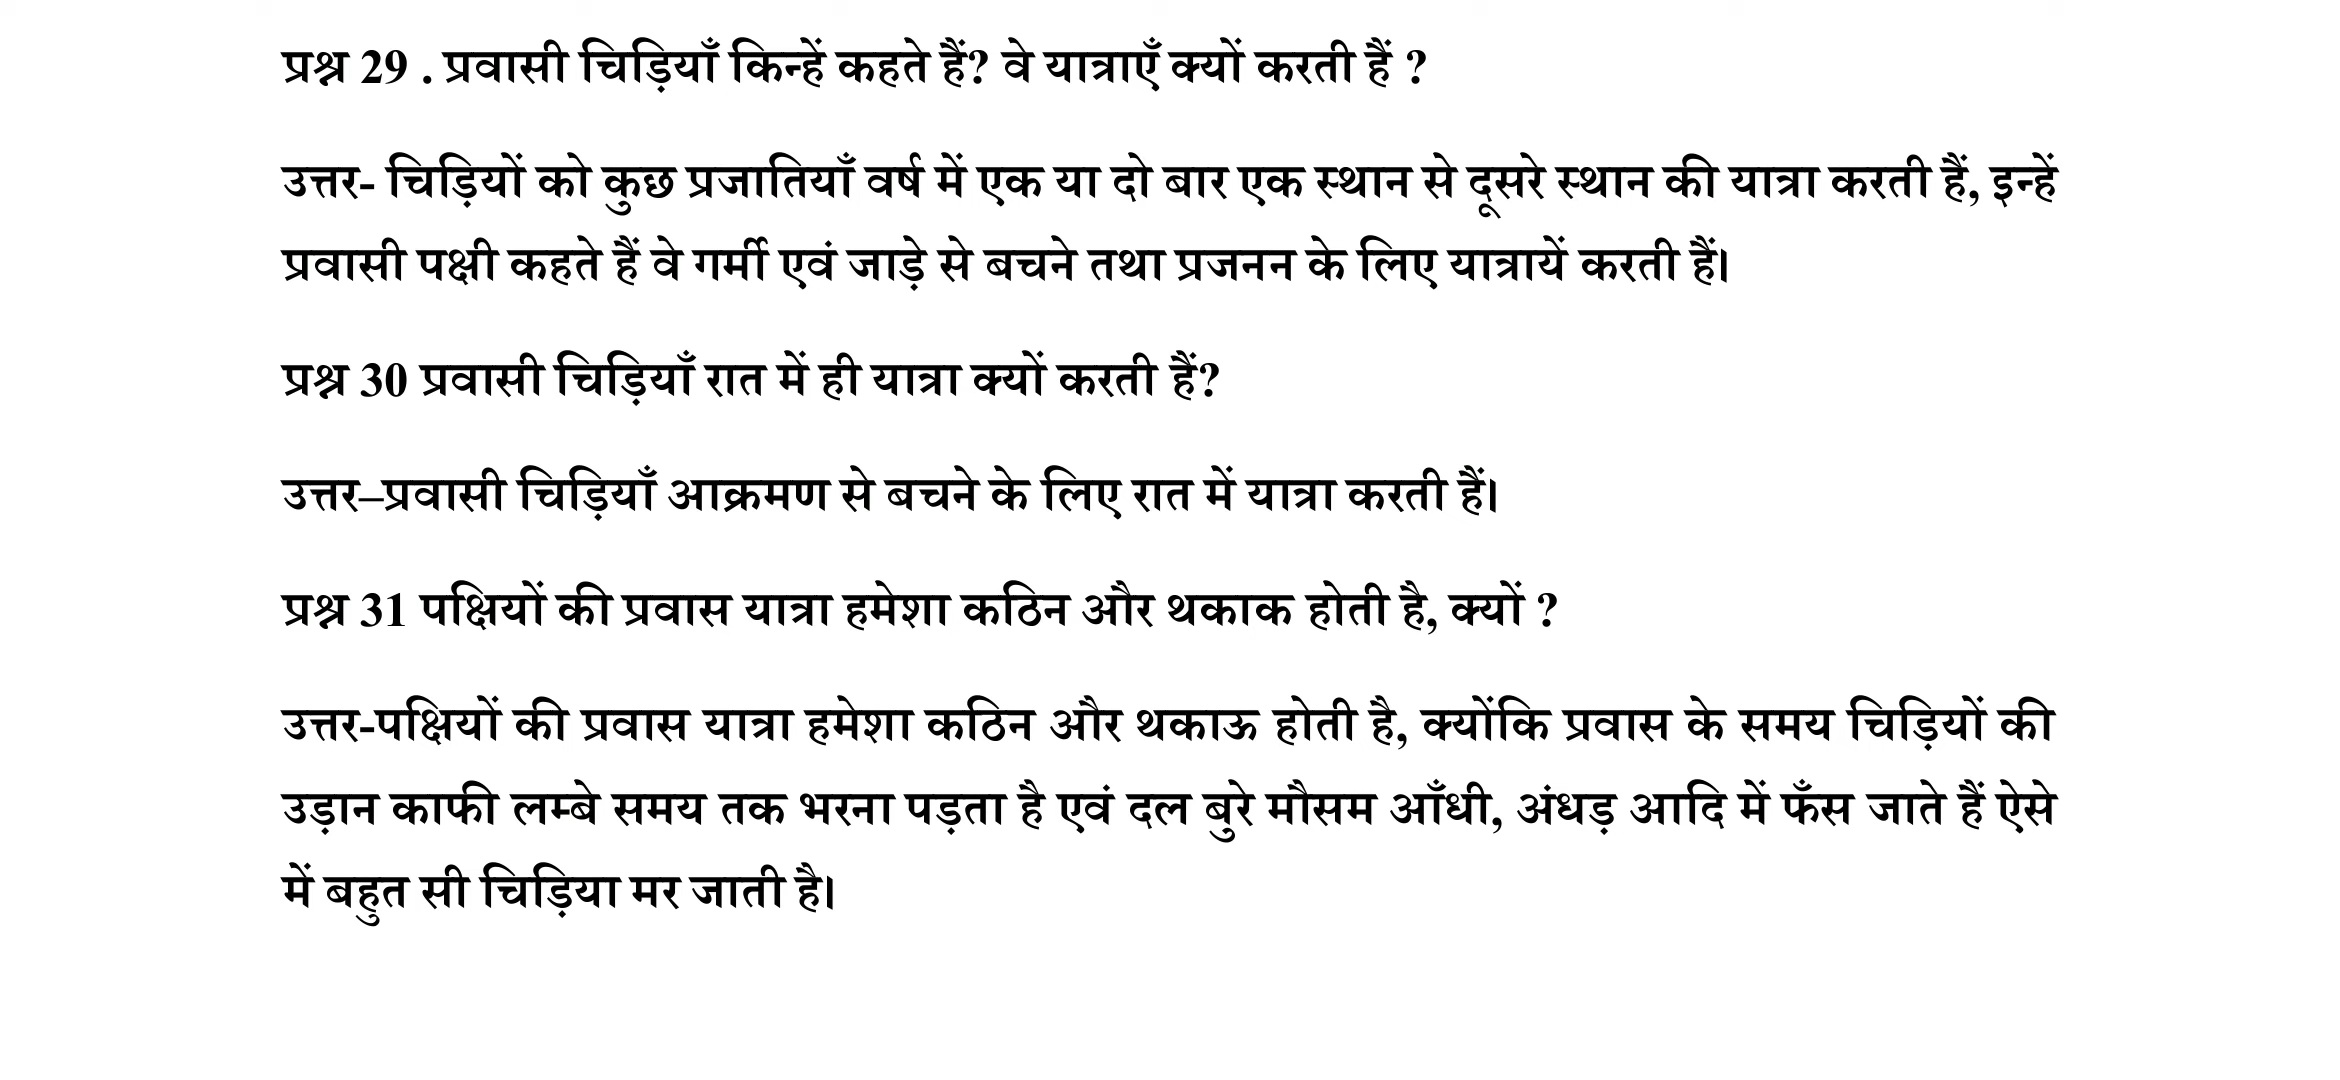 प्रश्न 29 . प्रवासी चिड़ियाँ किन्हें कहते हैं? वे यात्राएँ क्यों करती हैं ?
उत्तर- चिड़ियों को कुछ प्रजातियाँ वर्ष में एक या दो बार एक स्थान से दूसरे स्थान की यात्रा करती हैं, इन्हें
प्रवासी पक्षी कहते हैं वे गर्मी एवं जाड़े से बचने तथा प्रजनन के लिए यात्रायें करती हैं।
प्रश्न 30 प्रवासी चिड़ियाँ रात में ही यात्रा क्यों करती हैं?
उत्तर–प्रवासी चिड़ियाँ आक्रमण से बचने के लिए रात में यात्रा करती हैं।
प्रश्न 31 पक्षियों की प्रवास यात्रा हमेशा कठिन और थकाक होती है, क्यों ?
उत्तर-पक्षियों की प्रवास यात्रा हमेशा कठिन और थकाऊ होती है, क्योंकि प्रवास के समय चिड़ियों की
उड़ान काफी लम्बे समय तक भरना पड़ता है एवं दल बुरे मौसम आँधी, अंधड़ आदि में फँस जाते हैं ऐसे
में बहुत सी चिड़िया मर जाती है।